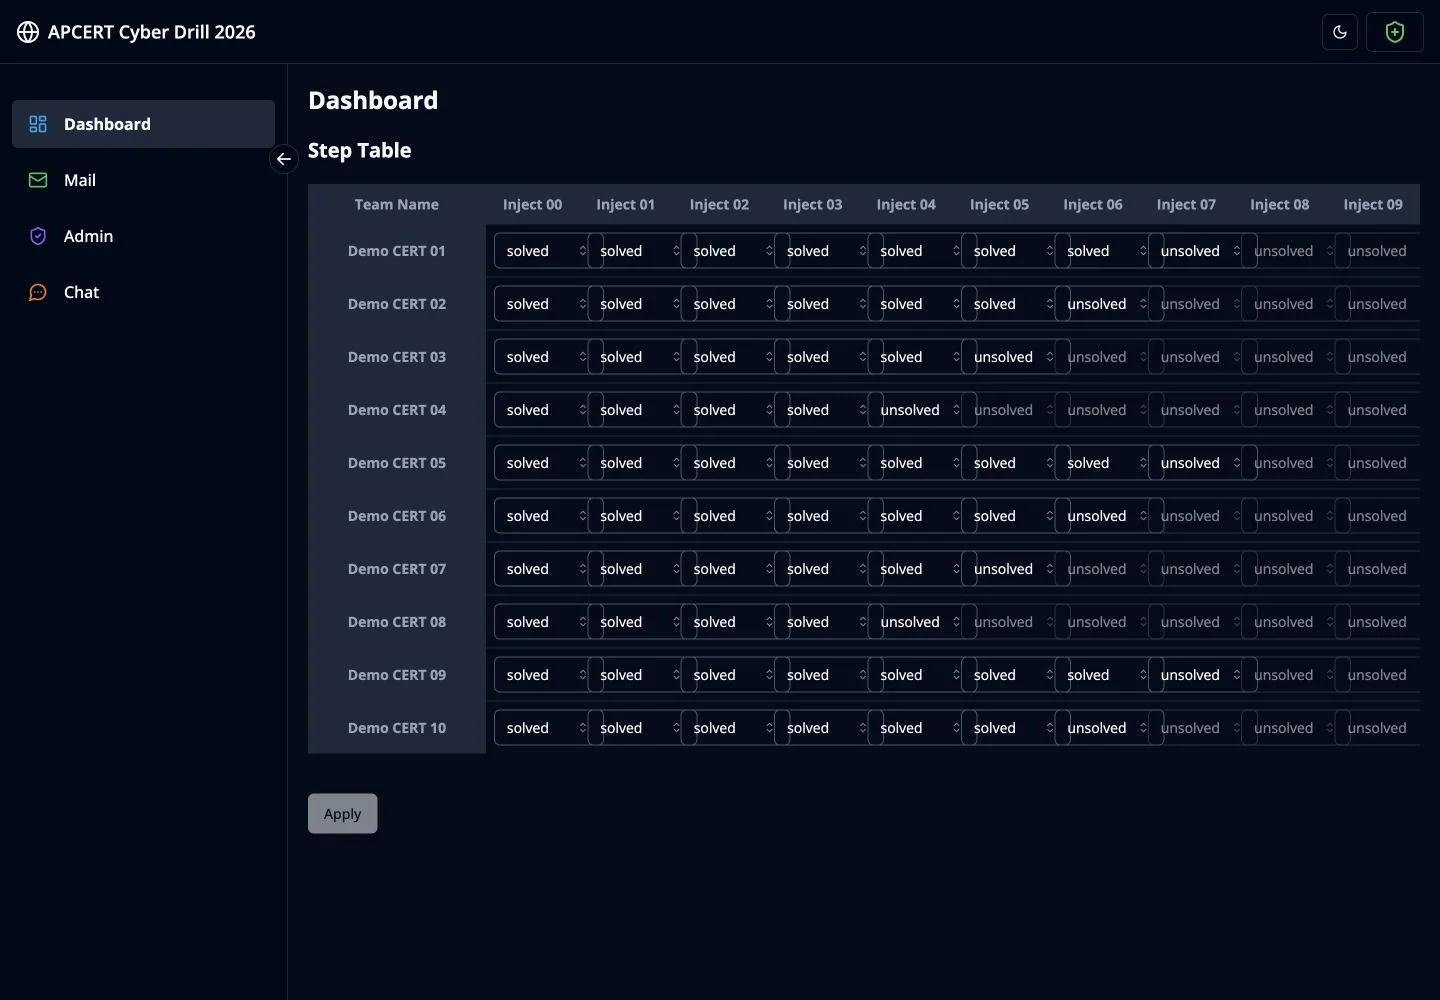 APCERT Cyber Drill 2026
Dashboard
Mail
Admin
Chat
Dashboard
Step Table
Team Name Inject 00 Inject 01 Inject 02 Inject 03 Inject 04 Inject 05 Inject 06 Inject 07 Inject 08 Inject 09
Demo CERT 01 solved solved solved solved solved solved solved unsolved unsolved unsolved
Demo CERT 02 solved solved solved solved solved solved unsolved unsolved unsolved unsolved
Demo CERT 03 solved solved solved solved solved unsolved unsolved unsolved unsolved unsolved
Demo CERT 04 solved solved solved solved unsolved unsolved unsolved unsolved unsolved unsolved
Demo CERT 05 solved solved solved solved solved solved solved unsolved unsolved unsolved
Demo CERT 06 solved solved solved solved solved solved unsolved unsolved unsolved unsolved
Demo CERT 07 solved solved solved solved solved unsolved unsolved unsolved unsolved unsolved
Demo CERT 08 solved solved solved solved unsolved unsolved unsolved unsolved unsolved unsolved
Demo CERT 09 solved solved solved solved solved solved solved unsolved unsolved unsolved
Demo CERT 10 solved solved solved solved solved solved unsolved unsolved unsolved unsolved
Apply